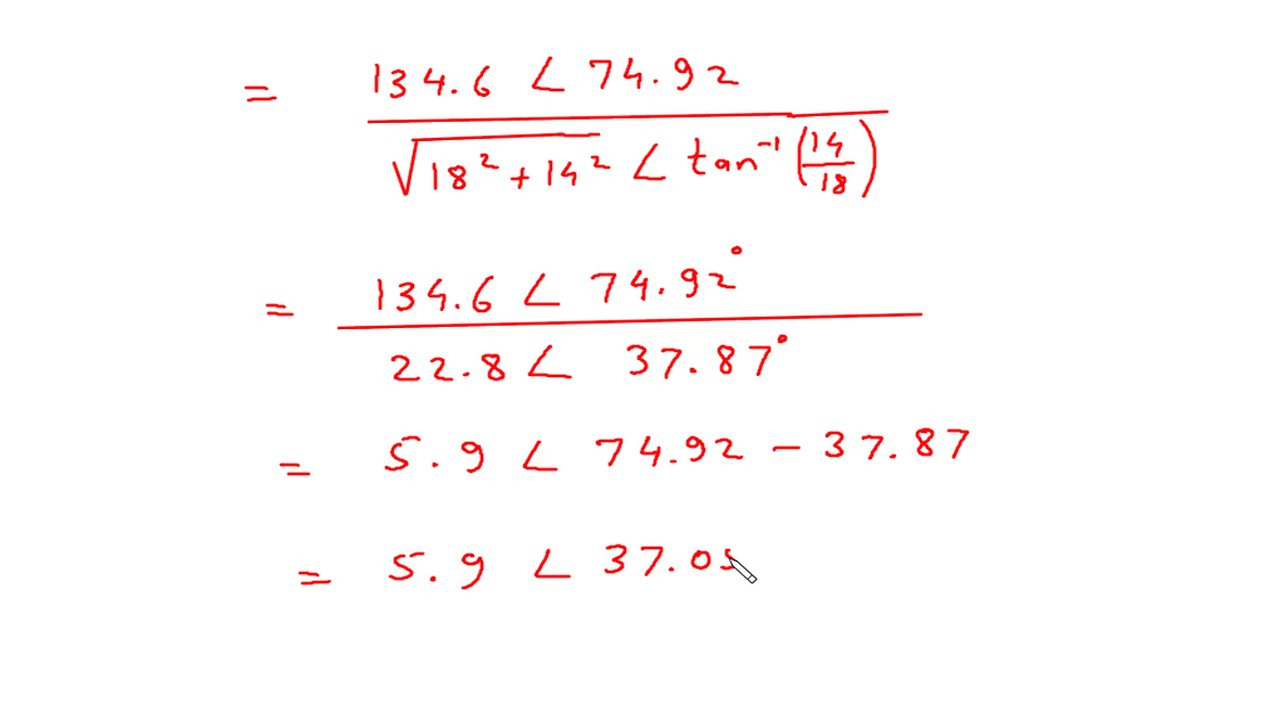 = 134.6 ∠ 74.92
√18² + 14² ∠ tan⁻¹ (14/18)
= 134.6 ∠ 74.92°
22.8 ∠ 37.87°
= 5.9 ∠ 74.92 − 37.87
= 5.9 ∠ 37.05